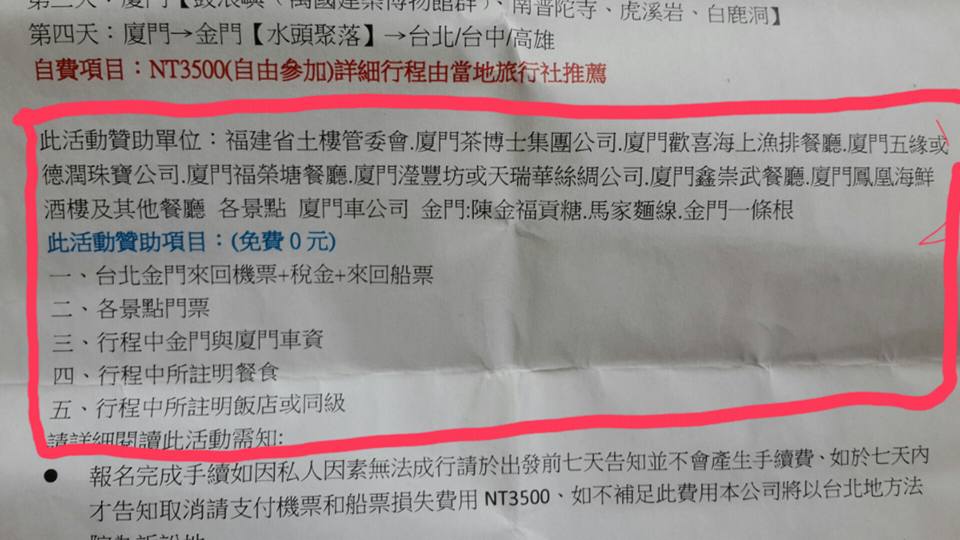 第三天：廈門【鼓浪嶼（萬國建築博物館群）、南普陀寺、虎溪岩、白鹿洞】
第四天：廈門→金門【水頭聚落】→台北/台中/高雄
自費項目：NT3500(自由參加)詳細行程由當地旅行社推薦
此活動贊助單位：福建省土樓管委會.廈門茶博士集團公司.廈門歡喜海上漁排餐廳.廈門五緣或
德潤珠寶公司.廈門福榮塘餐廳.廈門瀅豐坊或天瑞華絲綢公司.廈門鑫崇武餐廳.廈門鳳凰海鮮
酒樓及其他餐廳 各景點 廈門車公司 金門:陳金福貢糖.馬家麵線.金門一條根
此活動贊助項目：(免費0元)
一、台北金門來回機票+稅金+來回船票
二、各景點門票
三、行程中金門與廈門車資
四、行程中所註明餐食
五、行程中所註明飯店或同級
請詳細閱讀此活動需知:
● 報名完成手續如因私人因素無法成行請於出發前七天告知並不會產生手續費、如於七天內
才告知取消請支付機票和船票損失費用 NT3500、如不補足此費用本公司將以台北地方法
院為訴訟地